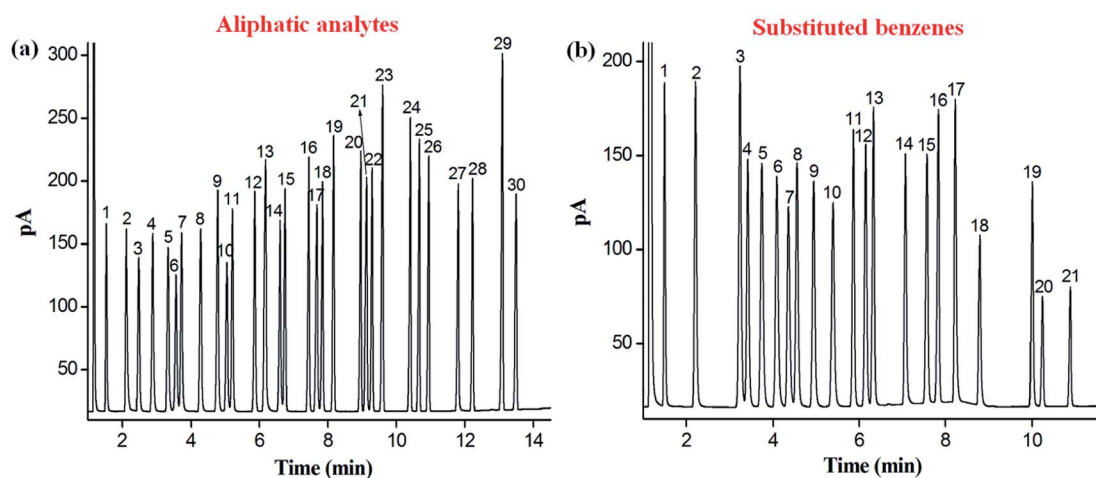 Aliphatic analytes
(a)
300
250
200
150
100
50
pA
1 2 3 4 5 6 7 8 9 10 11 12 13 14 15 16 17 18 19 20 21 22 23 24 25 26 27 28 29 30
2 4 6 8 10 12 14
Time (min)
Substituted benzenes
(b)
200
150
100
50
pA
1 2 3 4 5 6 7 8 9 10 11 12 13 14 15 16 17 18 19 20 21
2 4 6 8 10
Time (min)